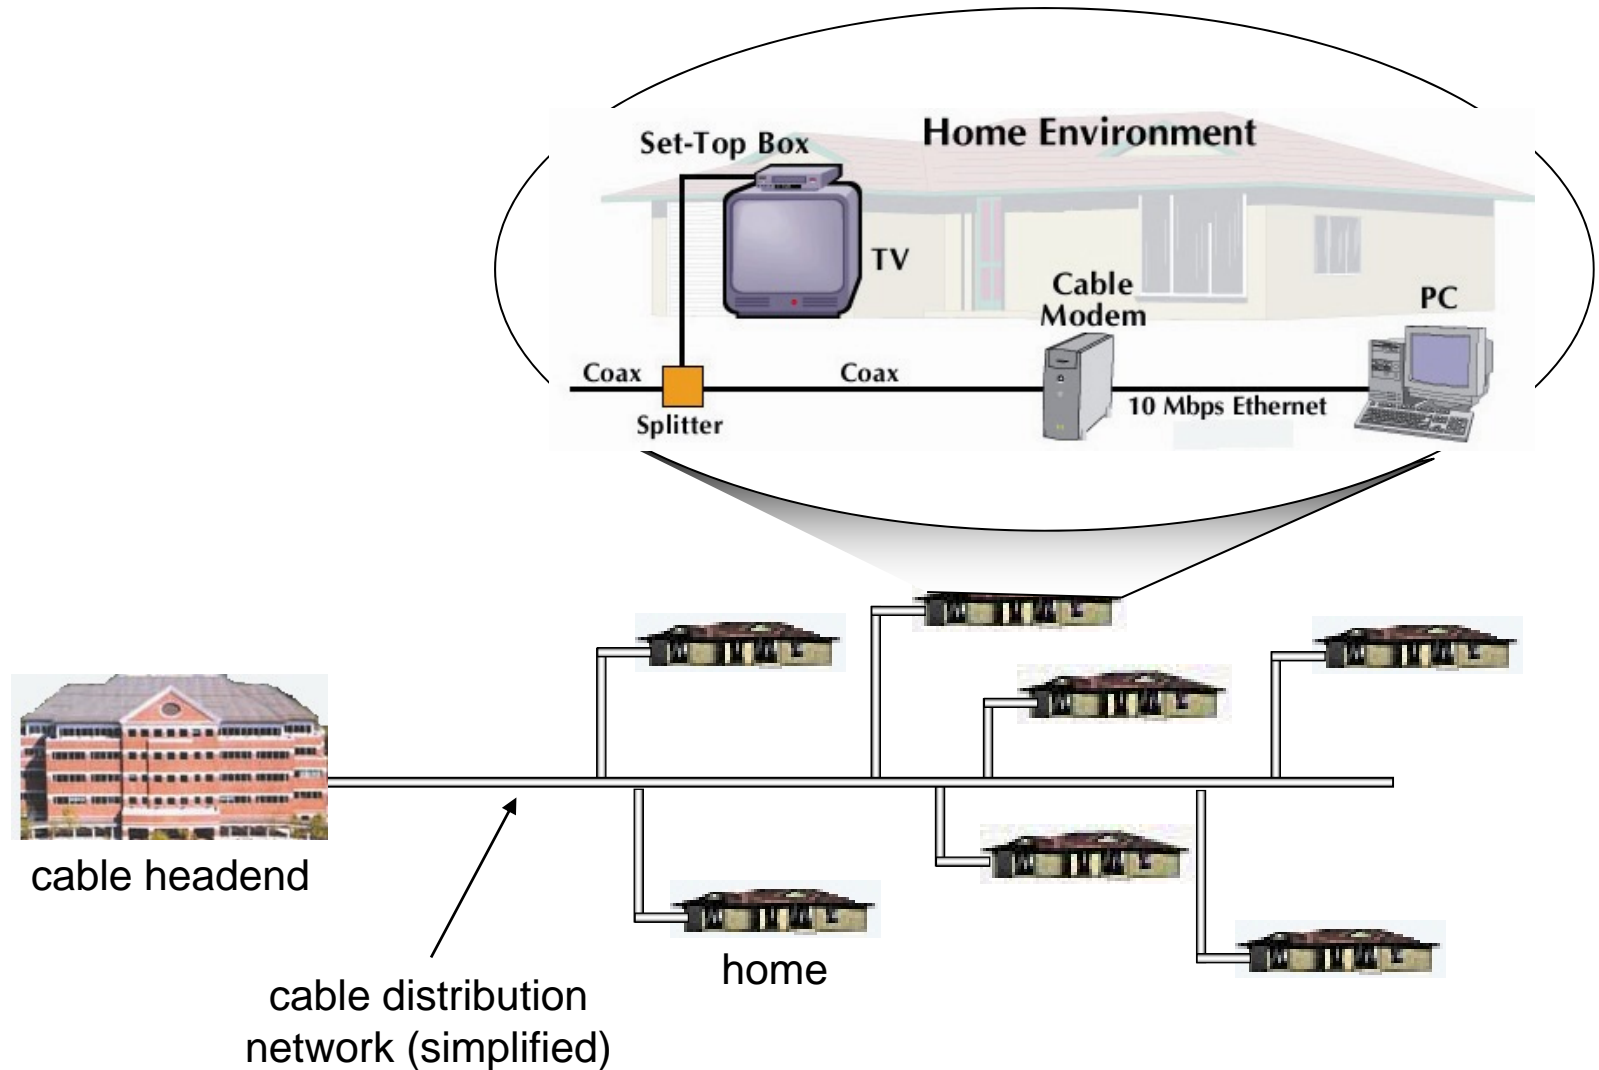 Home Environment
Set-Top Box
TV
Cable
Modem
PC
Coax
Coax
10 Mbps Ethernet
Splitter
cable headend
home
cable distribution
network (simplified)